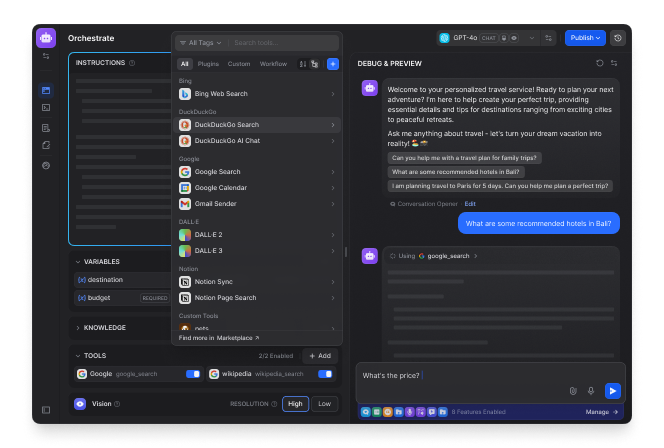 Orchestrate
INSTRUCTIONS
VARIABLES
{x} destination
{x} budget
REQUIRED
KNOWLEDGE
TOOLS
2/2 Enabled
+ Add
Google google_search
wikipedia wikipedia_search
Vision
RESOLUTION
High
Low
All Tags
Search tools...
All
Plugins
Custom
Workflow
Bing
Bing Web Search
DuckDuckGo
DuckDuckGo Search
DuckDuckGo AI Chat
Google
Google Search
Google Calendar
Gmail Sender
DALL-E
DALL-E 2
DALL-E 3
Notion
Notion Sync
Notion Page Search
Custom Tools
pets
Find more in Marketplace ↗
GPT-4o
CHAT
Publish
DEBUG & PREVIEW
Welcome to your personalized travel service! Ready to plan your next
adventure? I'm here to help create your perfect trip, providing
essential details and tips for destinations ranging from exciting cities
to peaceful retreats.
Ask me anything about travel - let's turn your dream vacation into
reality! 🏖️
Can you help me with a travel plan for family trips?
What are some recommended hotels in Bali?
I am planning travel to Paris for 5 days. Can you help me plan a perfect trip?
Conversation Opener · Edit
What are some recommended hotels in Bali?
Using google_search
What's the price?
8 Features Enabled
Manage →